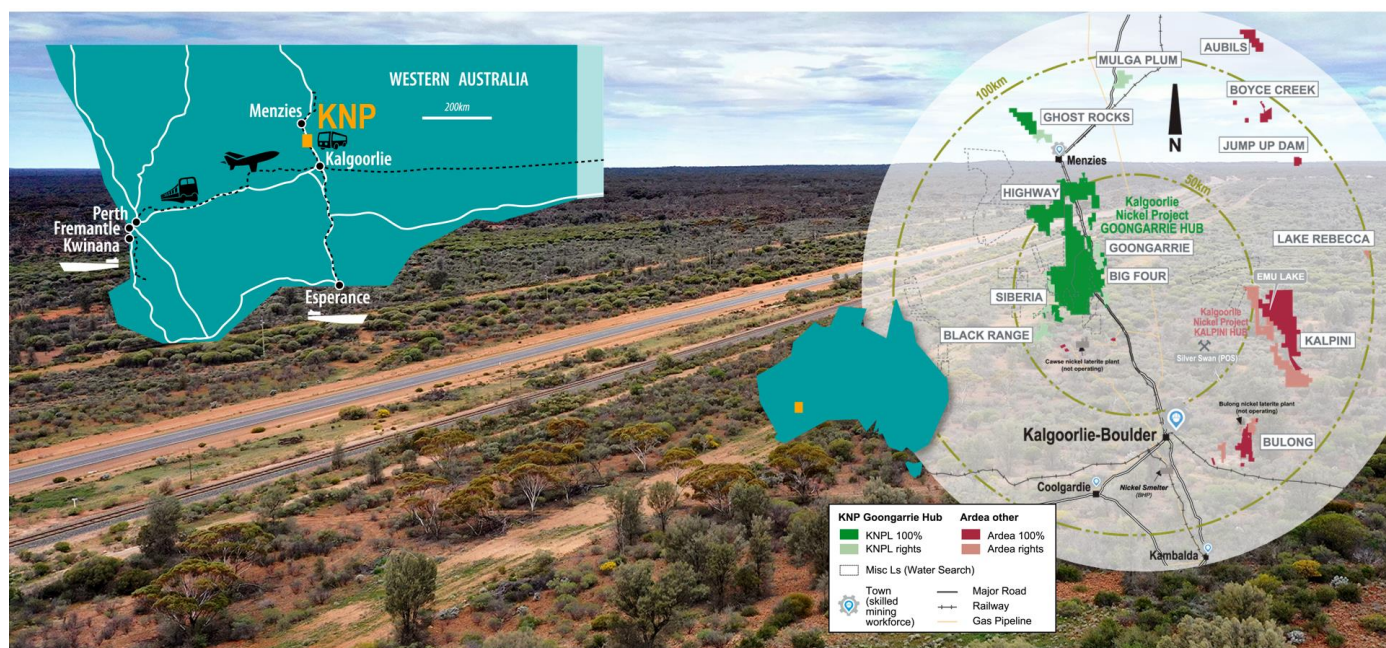 WESTERN AUSTRALIA
200km
Menzies
KNP
Kalgoorlie
Perth
Fremantle
Kwinana
Esperance
100km
50km
AUBILS
MULGA PLUM
BOYCE CREEK
GHOST ROCKS
N
JUMP UP DAM
Menzies
HIGHWAY
Kalgoorlie
Nickel Project
GOONGARRIE HUB
GOONGARRIE
LAKE REBECCA
BIG FOUR
EMU LAKE
SIBERIA
Kalgoorlie
Nickel Project
KALPINI HUB
BLACK RANGE
KALPINI
Silver Swan (POS)
Cawse nickel laterite plant
(not operating)
Bulong nickel laterite plant
(not operating)
Kalgoorlie-Boulder
BULONG
Coolgardie
Nickel Smelter
(BHP)
Kambalda
KNP Goongarrie Hub
KNPL 100%
KNPL rights
Ardea other
Ardea 100%
Ardea rights
Misc Ls (Water Search)
Town
(skilled
mining
workforce)
Major Road
Railway
Gas Pipeline